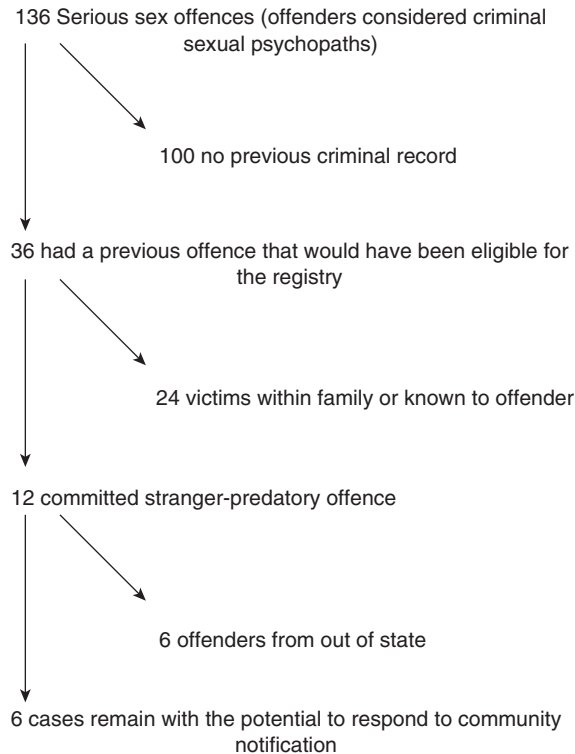 136 Serious sex offences (offenders considered criminal
sexual psychopaths)
100 no previous criminal record
36 had a previous offence that would have been eligible for
the registry
24 victims within family or known to offender
12 committed stranger-predatory offence
6 offenders from out of state
6 cases remain with the potential to respond to community
notification